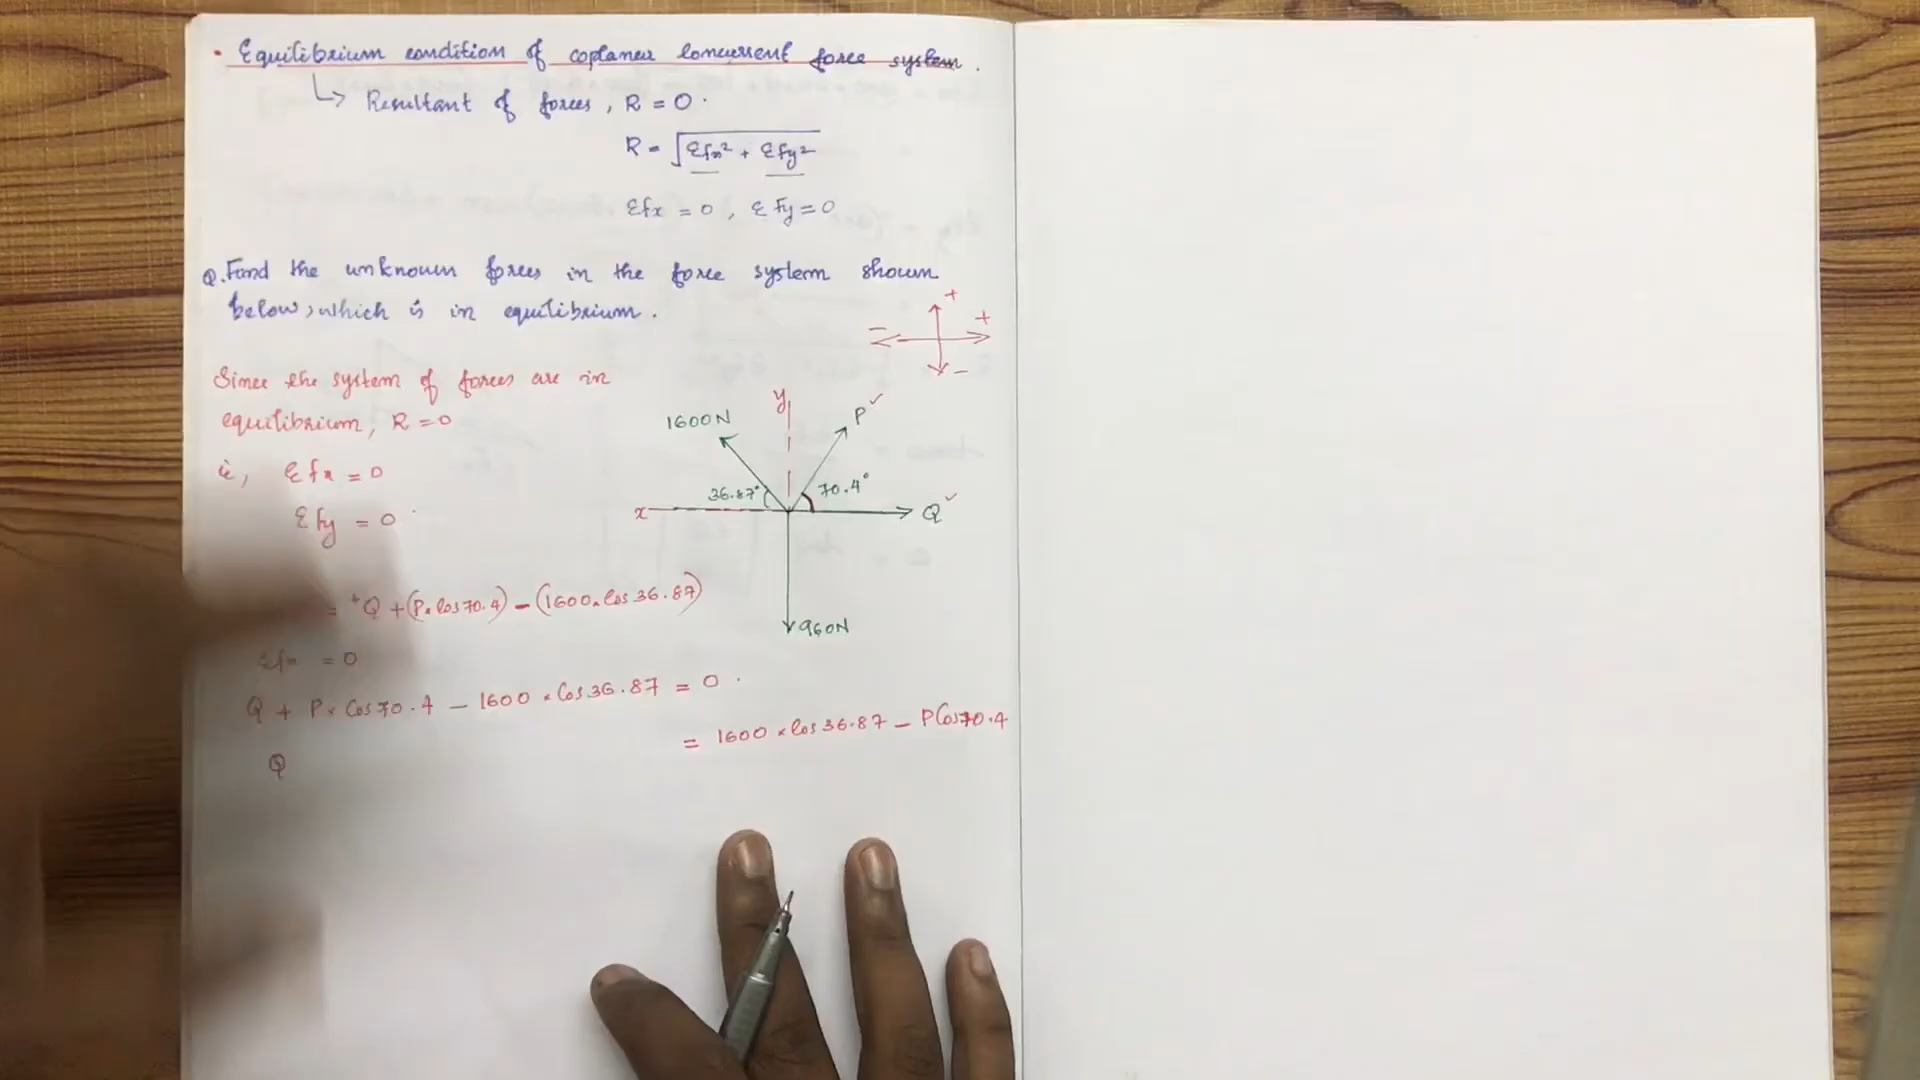 • Equilibrium condition of coplanar concurrent force system.
↳ Resultant of forces, R = 0.
R = √Σfx² + Σfy²
Σfx = 0, Σfy = 0
Q. Find the unknown forces in the force system shown
below, which is in equilibrium.
+
- +
-
Since the system of forces are in
equilibrium, R = 0
ie, Σfx = 0
Σfy = 0
y
1600N
P ✓
36.87°
70.4°
x
Q ✓
960N
= +Q + (P × Cos 70.4) - (1600 × Cos 36.87)
Σfx = 0
Q + P × Cos 70.4 - 1600 × Cos 36.87 = 0.
Q = 1600 × Cos 36.87 - P Cos 70.4